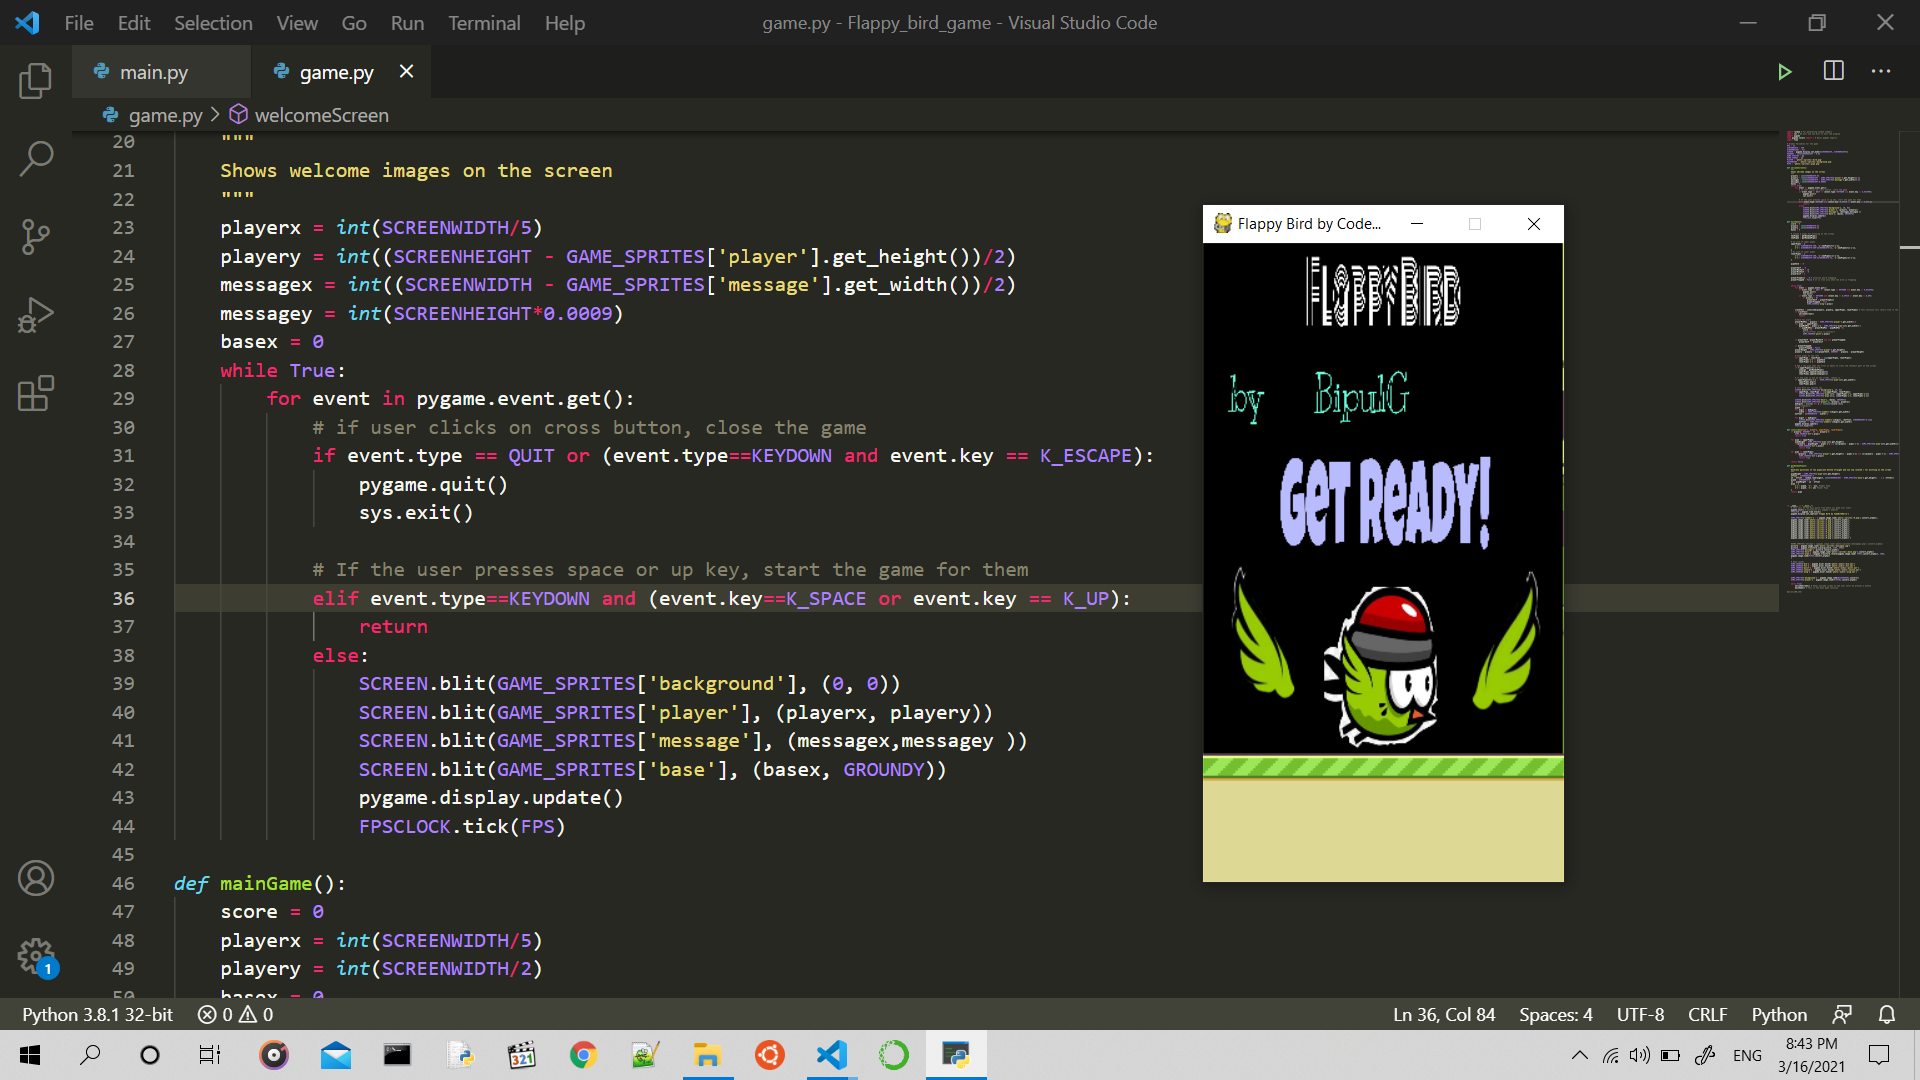 File Edit Selection View Go Run Terminal Help
game.py - Flappy_bird_game - Visual Studio Code
main.py
game.py
game.py > welcomeScreen
20 """
21 Shows welcome images on the screen
22 """
23 playerx = int(SCREENWIDTH/5)
24 playery = int((SCREENHEIGHT - GAME_SPRITES['player'].get_height())/2)
25 messagex = int((SCREENWIDTH - GAME_SPRITES['message'].get_width())/2)
26 messagey = int(SCREENHEIGHT*0.0009)
27 basex = 0
28 while True:
29 for event in pygame.event.get():
30 # if user clicks on cross button, close the game
31 if event.type == QUIT or (event.type==KEYDOWN and event.key == K_ESCAPE):
32 pygame.quit()
33 sys.exit()
34
35 # If the user presses space or up key, start the game for them
36 elif event.type==KEYDOWN and (event.key==K_SPACE or event.key == K_UP):
37 return
38 else:
39 SCREEN.blit(GAME_SPRITES['background'], (0, 0))
40 SCREEN.blit(GAME_SPRITES['player'], (playerx, playery))
41 SCREEN.blit(GAME_SPRITES['message'], (messagex,messagey ))
42 SCREEN.blit(GAME_SPRITES['base'], (basex, GROUNDY))
43 pygame.display.update()
44 FPSCLOCK.tick(FPS)
45
46 def mainGame():
47 score = 0
48 playerx = int(SCREENWIDTH/5)
49 playery = int(SCREENWIDTH/2)
50 basex = 0
Flappy Bird by Code...
FlappyBird
by BipulG
GET READY!
1
Python 3.8.1 32-bit 0 0
Ln 36, Col 84 Spaces: 4 UTF-8 CRLF Python
321
ENG
8:43 PM
3/16/2021